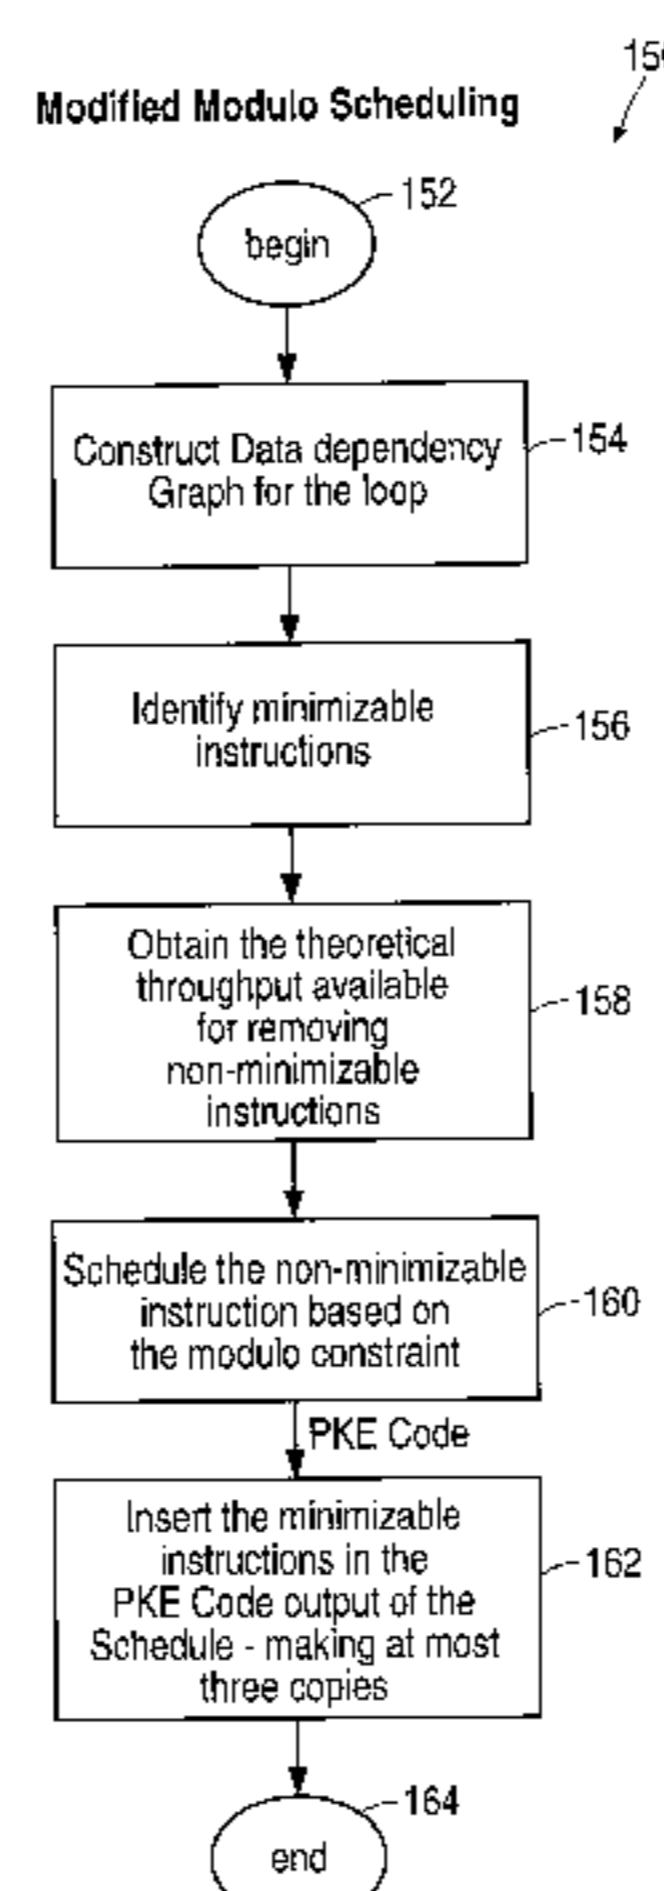 Modified Modulo Scheduling
152
begin
Construct Data dependency
Graph for the loop
154
Identify minimizable
instructions
156
Obtain the theoretical
throughput available
for removing
non-minimizable
instructions
158
Schedule the non-minimizable
instruction based on
the modulo constraint
160
PKE Code
Insert the minimizable
instructions in the
PKE Code output of the
Schedule - making at most
three copies
162
164
end